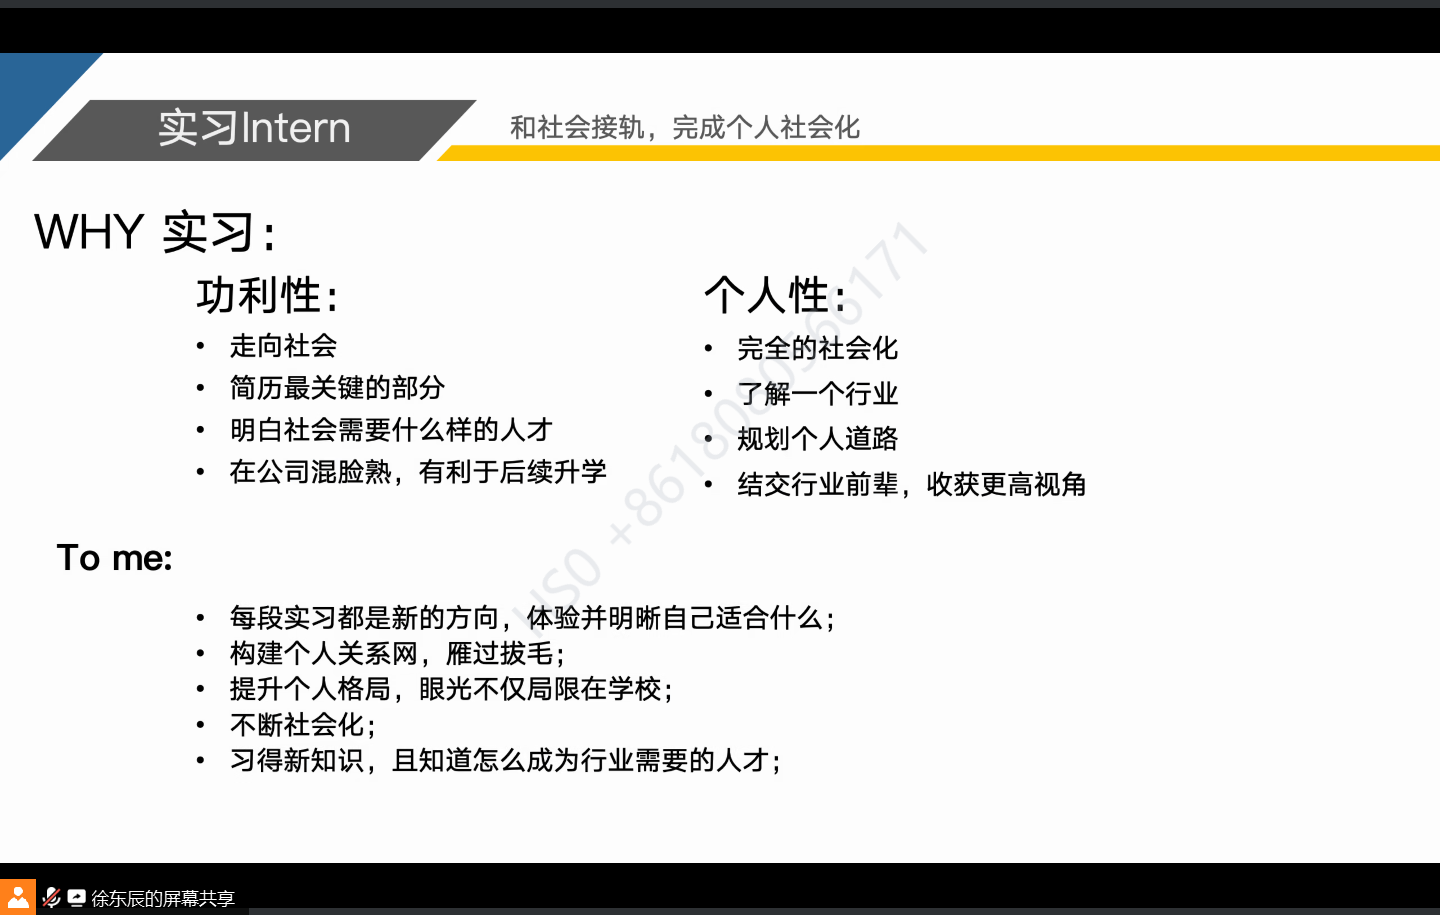 实习Intern
和社会接轨，完成个人社会化
WHY 实习：
功利性：
• 走向社会
• 简历最关键的部分
• 明白社会需要什么样的人才
• 在公司混脸熟，有利于后续升学
个人性：
• 完全的社会化
• 了解一个行业
• 规划个人道路
• 结交行业前辈，收获更高视角
To me:
• 每段实习都是新的方向，体验并明晰自己适合什么；
• 构建个人关系网，雁过拔毛；
• 提升个人格局，眼光不仅局限在学校；
• 不断社会化；
• 习得新知识，且知道怎么成为行业需要的人才；
HS0 +8618080566171
徐东辰的屏幕共享